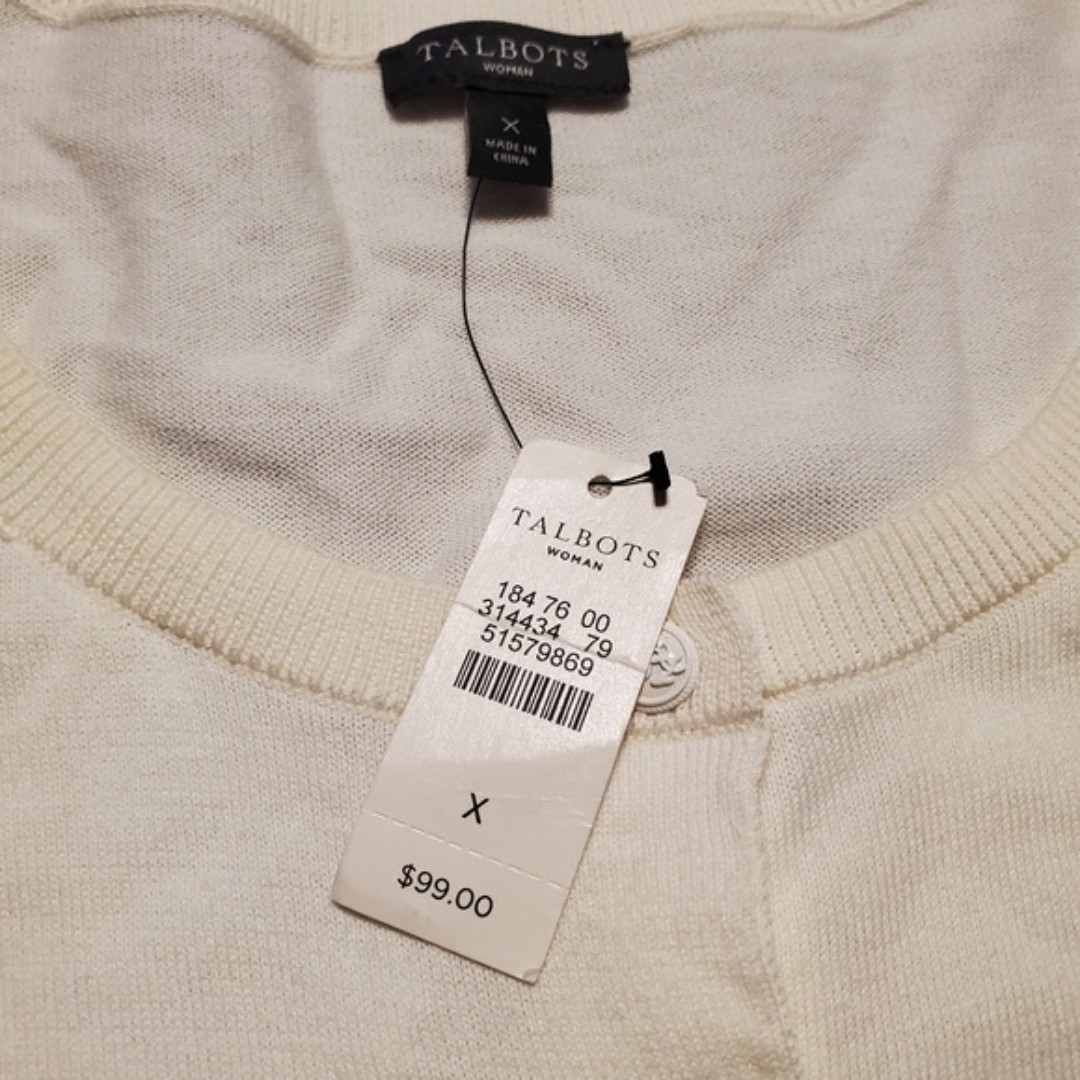 TALBOTS
WOMAN
X
MADE IN
CHINA
TALBOTS
WOMAN
184 76 00
314434 79
51579869
X
$99.00